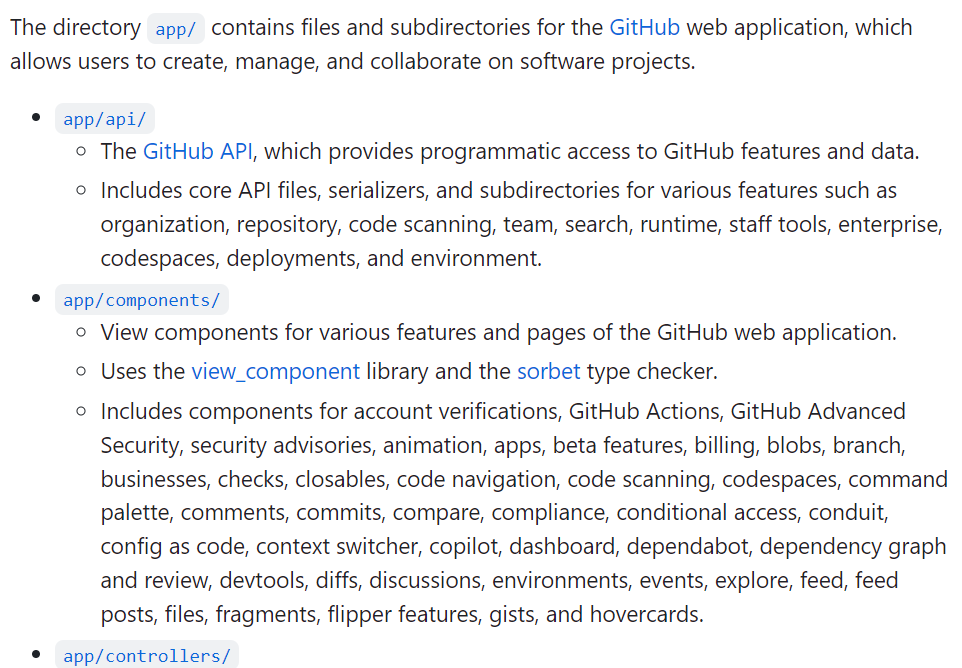 The directory app/ contains files and subdirectories for the GitHub web application, which
allows users to create, manage, and collaborate on software projects.
app/api/
The GitHub API, which provides programmatic access to GitHub features and data.
Includes core API files, serializers, and subdirectories for various features such as
organization, repository, code scanning, team, search, runtime, staff tools, enterprise,
codespaces, deployments, and environment.
app/components/
View components for various features and pages of the GitHub web application.
Uses the view_component library and the sorbet type checker.
Includes components for account verifications, GitHub Actions, GitHub Advanced
Security, security advisories, animation, apps, beta features, billing, blobs, branch,
businesses, checks, closables, code navigation, code scanning, codespaces, command
palette, comments, commits, compare, compliance, conditional access, conduit,
config as code, context switcher, copilot, dashboard, dependabot, dependency graph
and review, devtools, diffs, discussions, environments, events, explore, feed, feed
posts, files, fragments, flipper features, gists, and hovercards.
app/controllers/